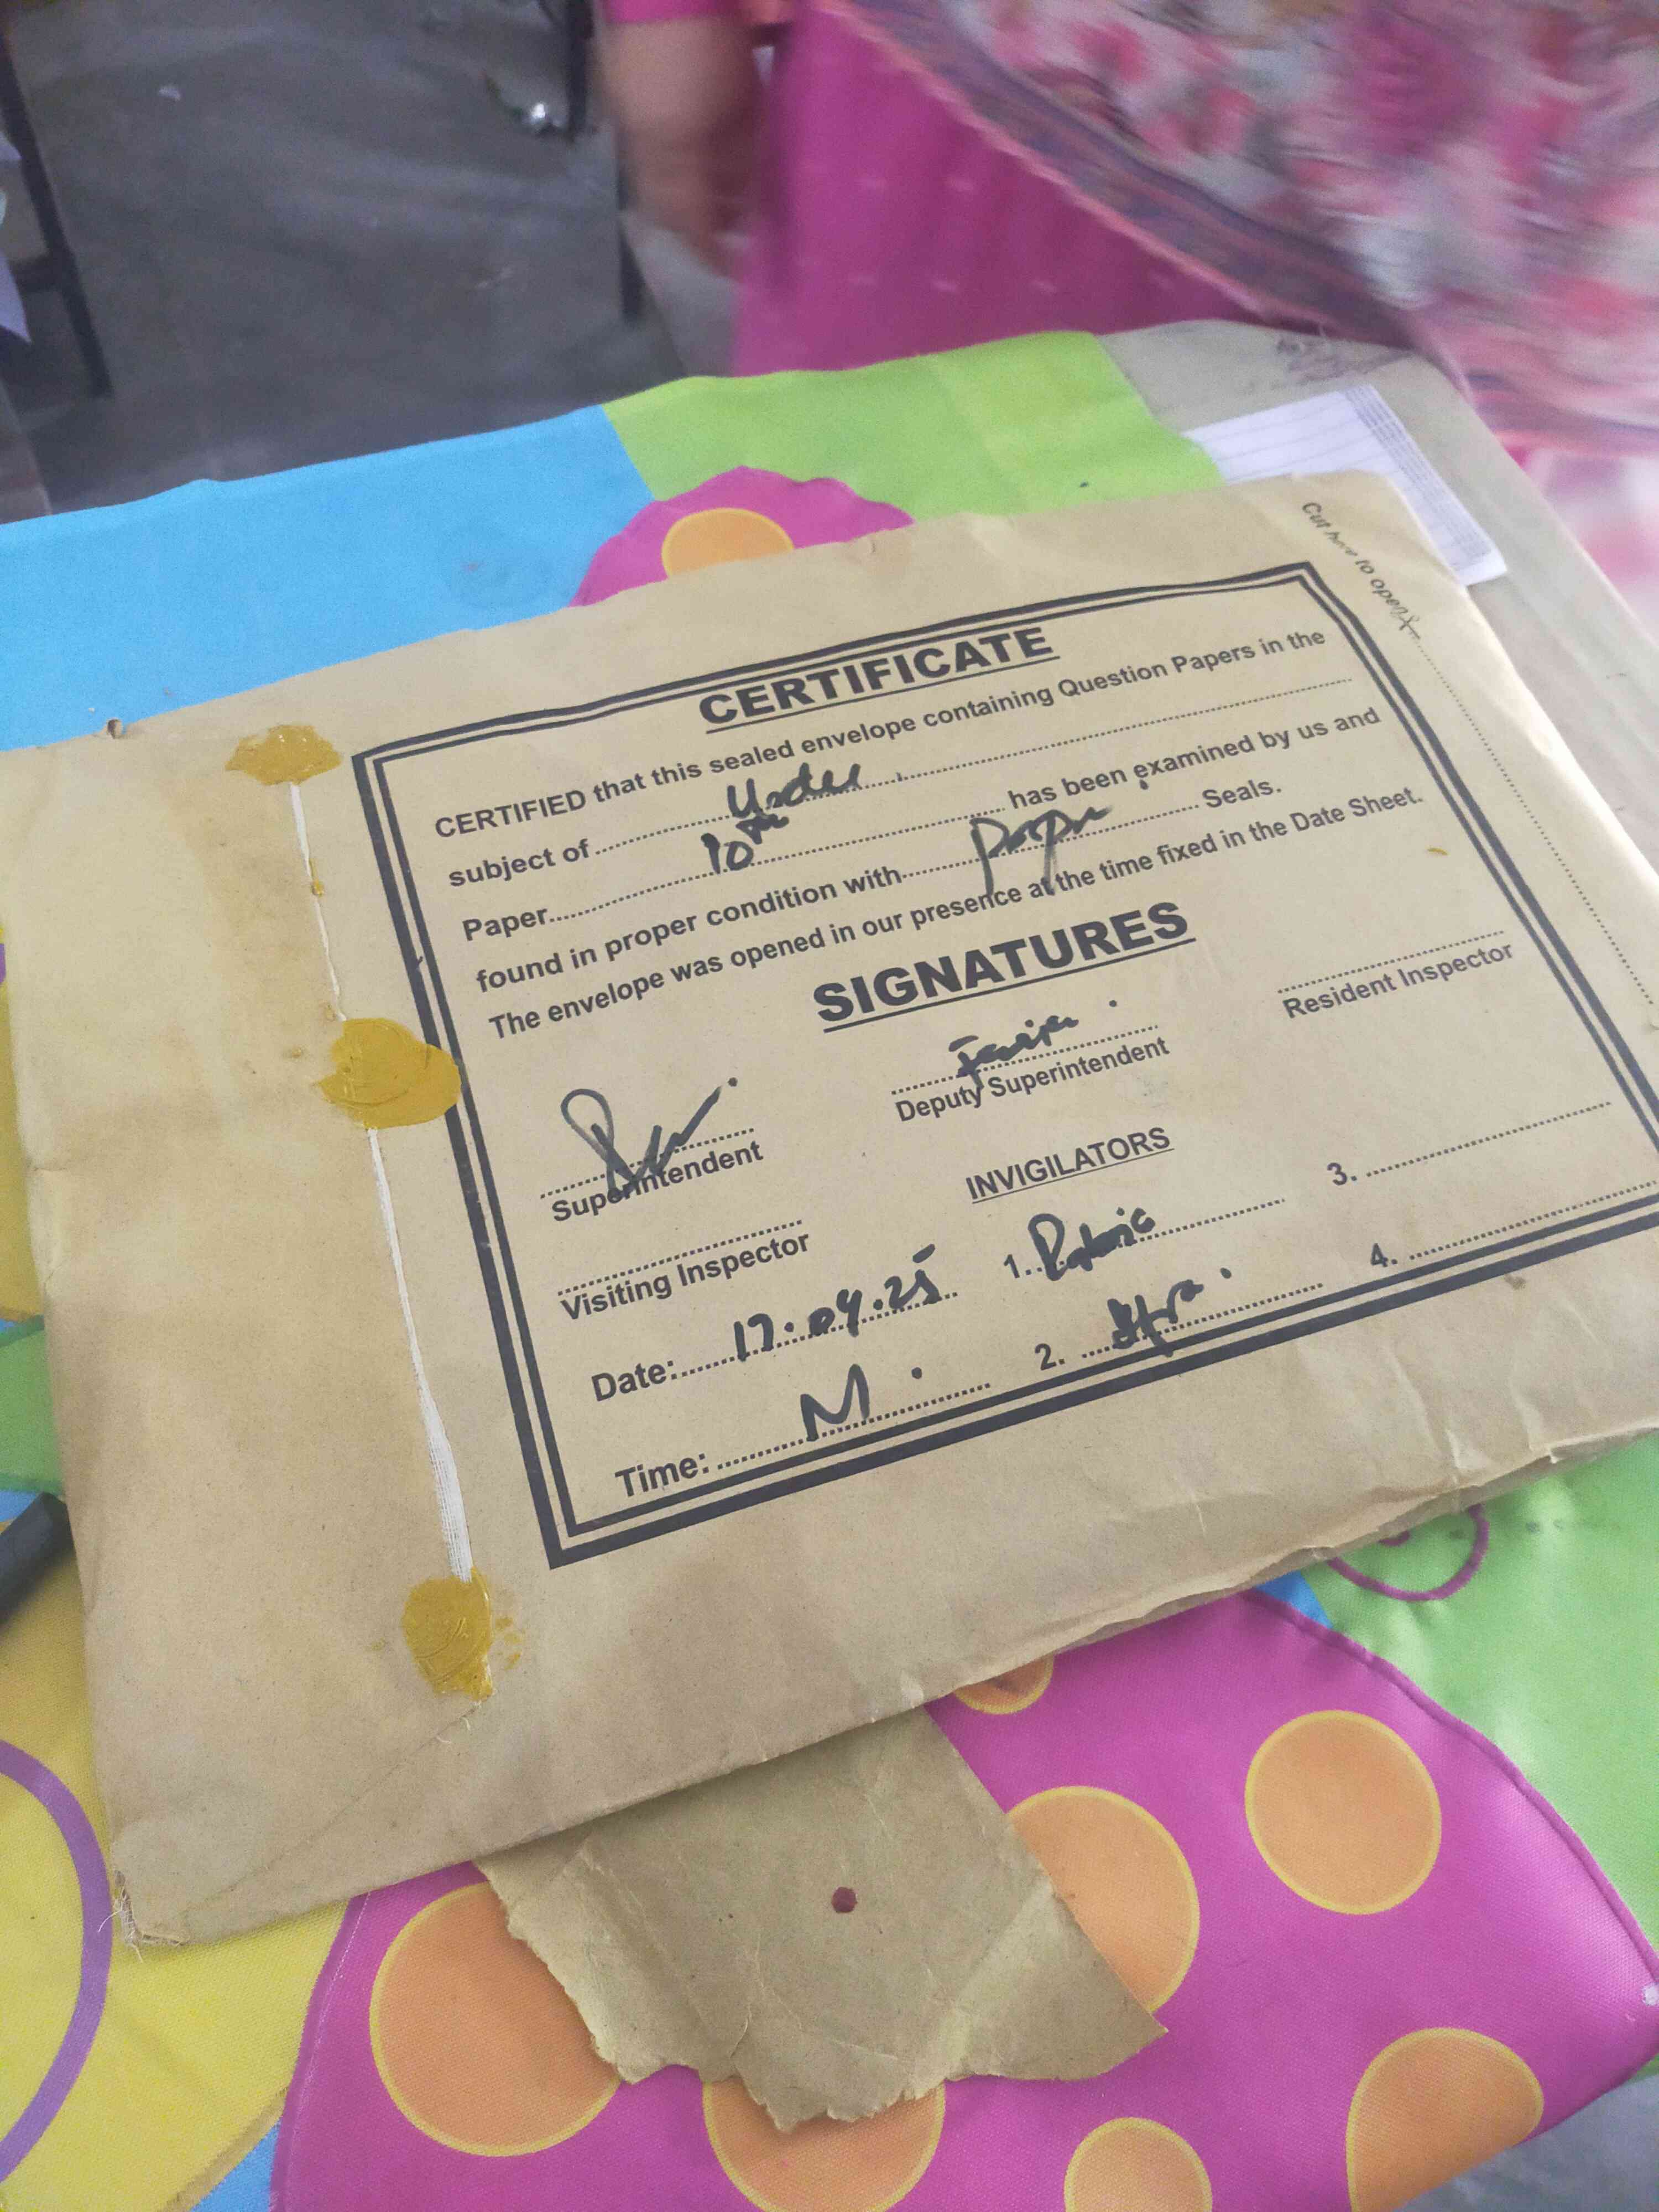 Cut here to open
CERTIFICATE
CERTIFIED that this sealed envelope containing Question Papers in the
subject of Urdu
Paper 10th has been examined by us and
found in proper condition with proper Seals.
The envelope was opened in our presence at the time fixed in the Date Sheet.
SIGNATURES
Superintendent
Deputy Superintendent
Resident Inspector
INVIGILATORS
Visiting Inspector
1.
3.
Date: 17.04.25
2.
4.
Time: M.